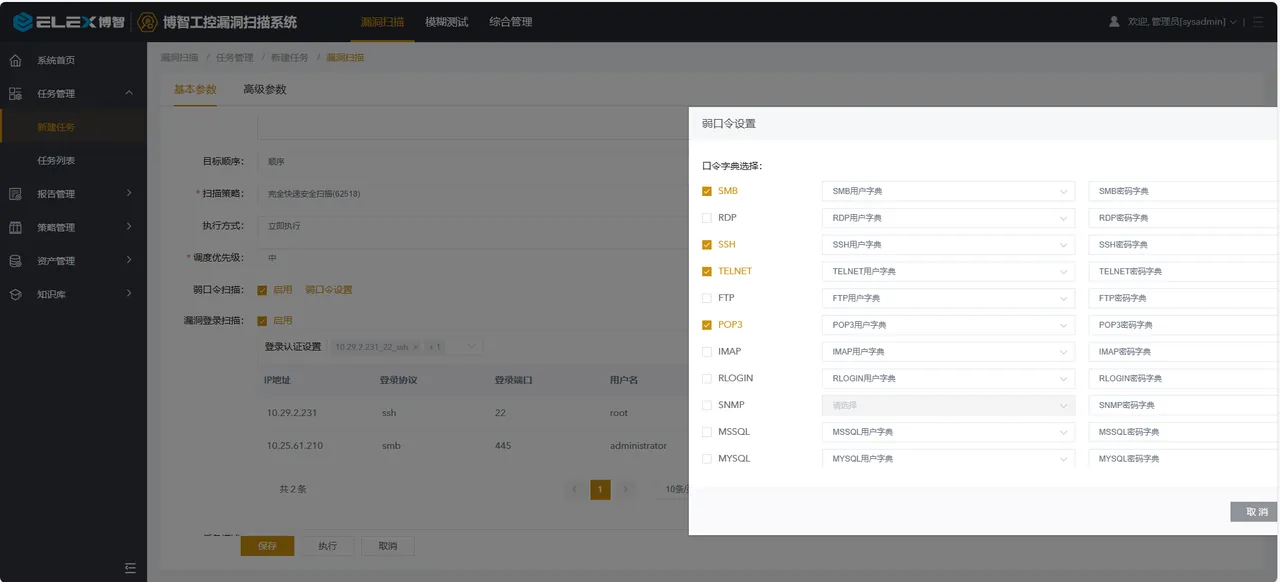 ELEX博智 博智工控漏洞扫描系统 漏洞扫描 模糊测试 综合管理 欢迎, 管理员[sysadmin]
系统首页
任务管理
新建任务
任务列表
报告管理
策略管理
资产管理
知识库
漏洞扫描 / 任务管理 / 新建任务 / 漏洞扫描
基本参数 高级参数
目标顺序: 顺序
* 扫描策略: 完全快速安全扫描(62518)
执行方式: 立即执行
* 调度优先级: 中
弱口令扫描: 启用 弱口令设置
漏洞登录扫描: 启用
登录认证设置 10.29.2.231_22_ssh × + 1
IP地址 登录协议 登录端口 用户名
10.29.2.231 ssh 22 root
10.25.61.210 smb 445 administrator
共 2 条 < 1 > 10条/
保存 执行 取消
弱口令设置
口令字典选择:
SMB SMB用户字典 SMB密码字典
RDP RDP用户字典 RDP密码字典
SSH SSH用户字典 SSH密码字典
TELNET TELNET用户字典 TELNET密码字典
FTP FTP用户字典 FTP密码字典
POP3 POP3用户字典 POP3密码字典
IMAP IMAP用户字典 IMAP密码字典
RLOGIN RLOGIN用户字典 RLOGIN密码字典
SNMP 请选择 SNMP密码字典
MSSQL MSSQL用户字典 MSSQL密码字典
MYSQL MYSQL用户字典 MYSQL密码字典
取消